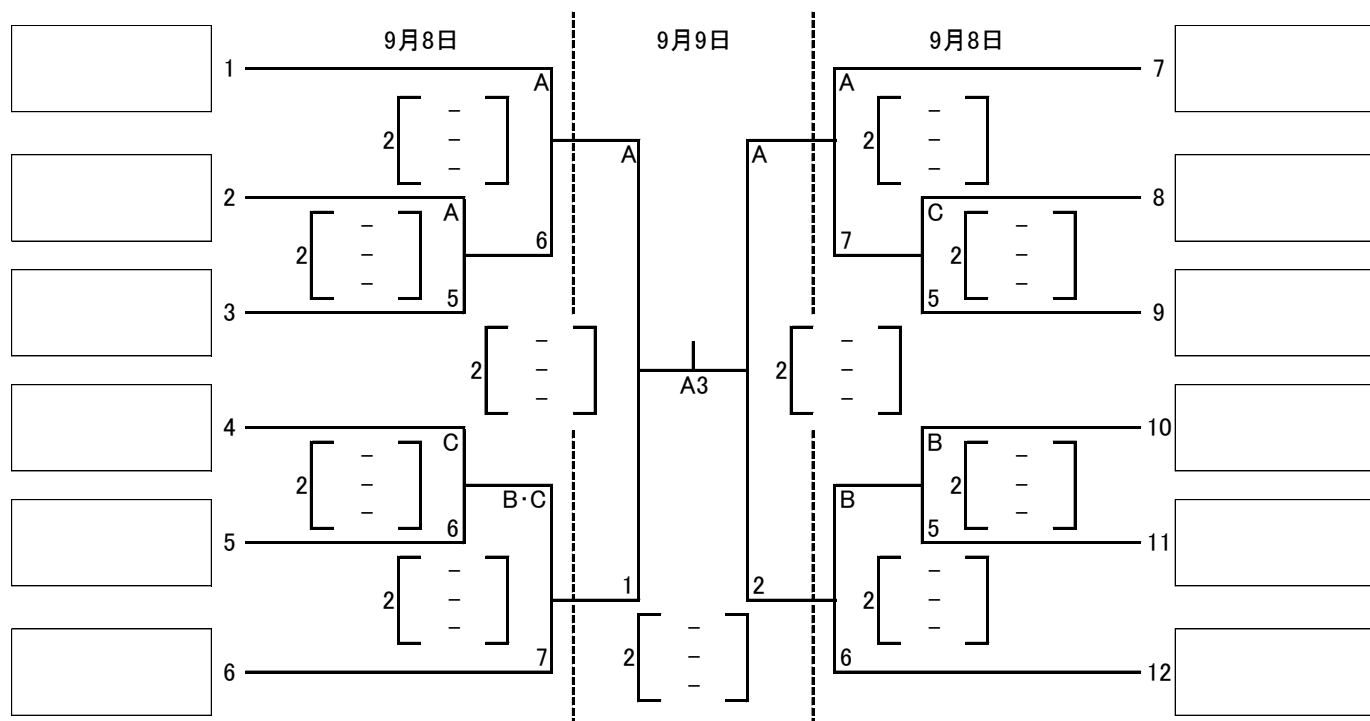 9月8日 9月9日 9月8日
1 7
A A
2 – – – 2 – – –
A A
2 8
A C
2 – – – 6 7 2 – – –
5 5
3 9
2 – – – A3 2 – – –
4 10
C B
2 – – – B・C B 2 – – –
6 5
5 11
2 – – – 1 2 2 – – –
2 – – –
7 6
6 12